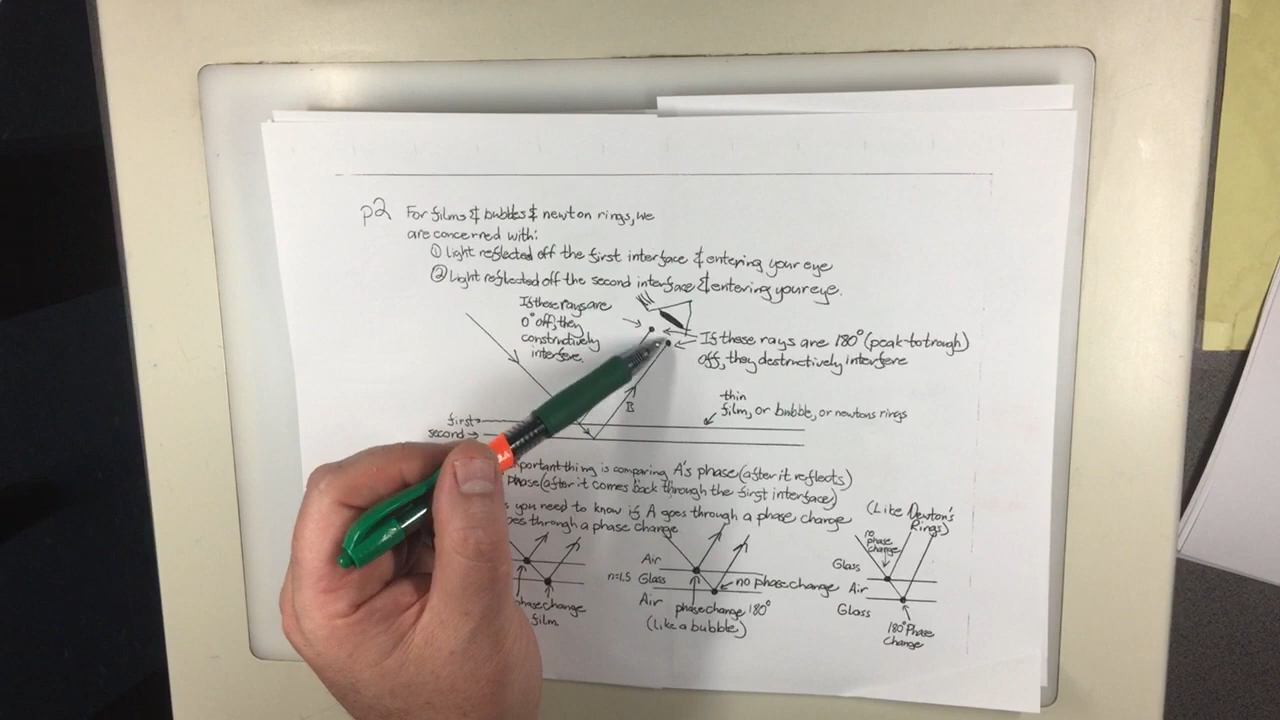 p2 For films & bubbles & newton rings, we
are concerned with:
① Light reflected off the first interface & entering your eye
② Light reflected off the second interface & entering your eye.
If these rays are
0° off, they
constructively
interfere.
If these rays are 180° (peak to trough)
off, they destructively interfere
B
thin
film, or bubble, or newtons rings
first
second
important thing is comparing A's phase (after it reflects)
phase (after it comes back through the first interface)
you need to know if A goes through a phase change
goes through a phase change
(Like Newton's
Rings)
no
phase
change
Air
n=1.5 Glass
Air
no phase change
phase change 180°
(like a bubble)
phase change
film.
Glass
Air
Glass
180° Phase
Change